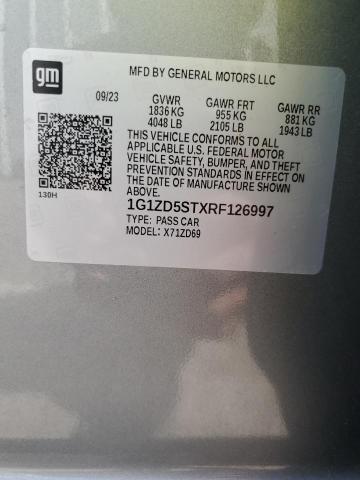 gm
MFD BY GENERAL MOTORS LLC
09/23 GVWR GAWR FRT GAWR RR
1836 KG 955 KG 881 KG
4048 LB 2105 LB 1943 LB
THIS VEHICLE CONFORMS TO ALL
APPLICABLE U.S. FEDERAL MOTOR
VEHICLE SAFETY, BUMPER, AND THEFT
PREVENTION STANDARDS IN EFFECT ON
THE DATE OF MANUFACTURE SHOWN
ABOVE.
130H
1G1ZD5STXRF126997
TYPE: PASS CAR
MODEL: X71ZD69